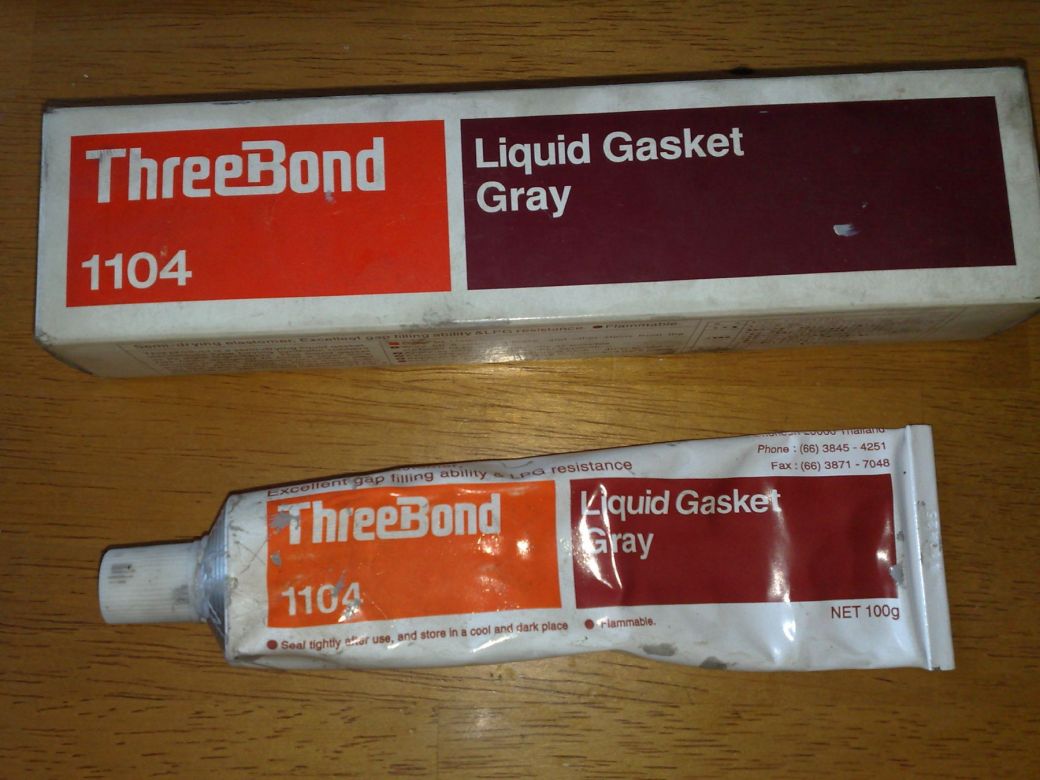 ThreeBond
1104
Liquid Gasket
Gray
drying elastomer. Excellent gap filling ability & LPG resistance. ● Flammable
Excellent gap filling ability & LPG resistance
Thailand
Phone : (66) 3845 - 4251
Fax : (66) 3871 - 7048
ThreeBond
1104
Liquid Gasket
Gray
NET 100g
● Seal tightly after use, and store in a cool and dark place ● Flammable.